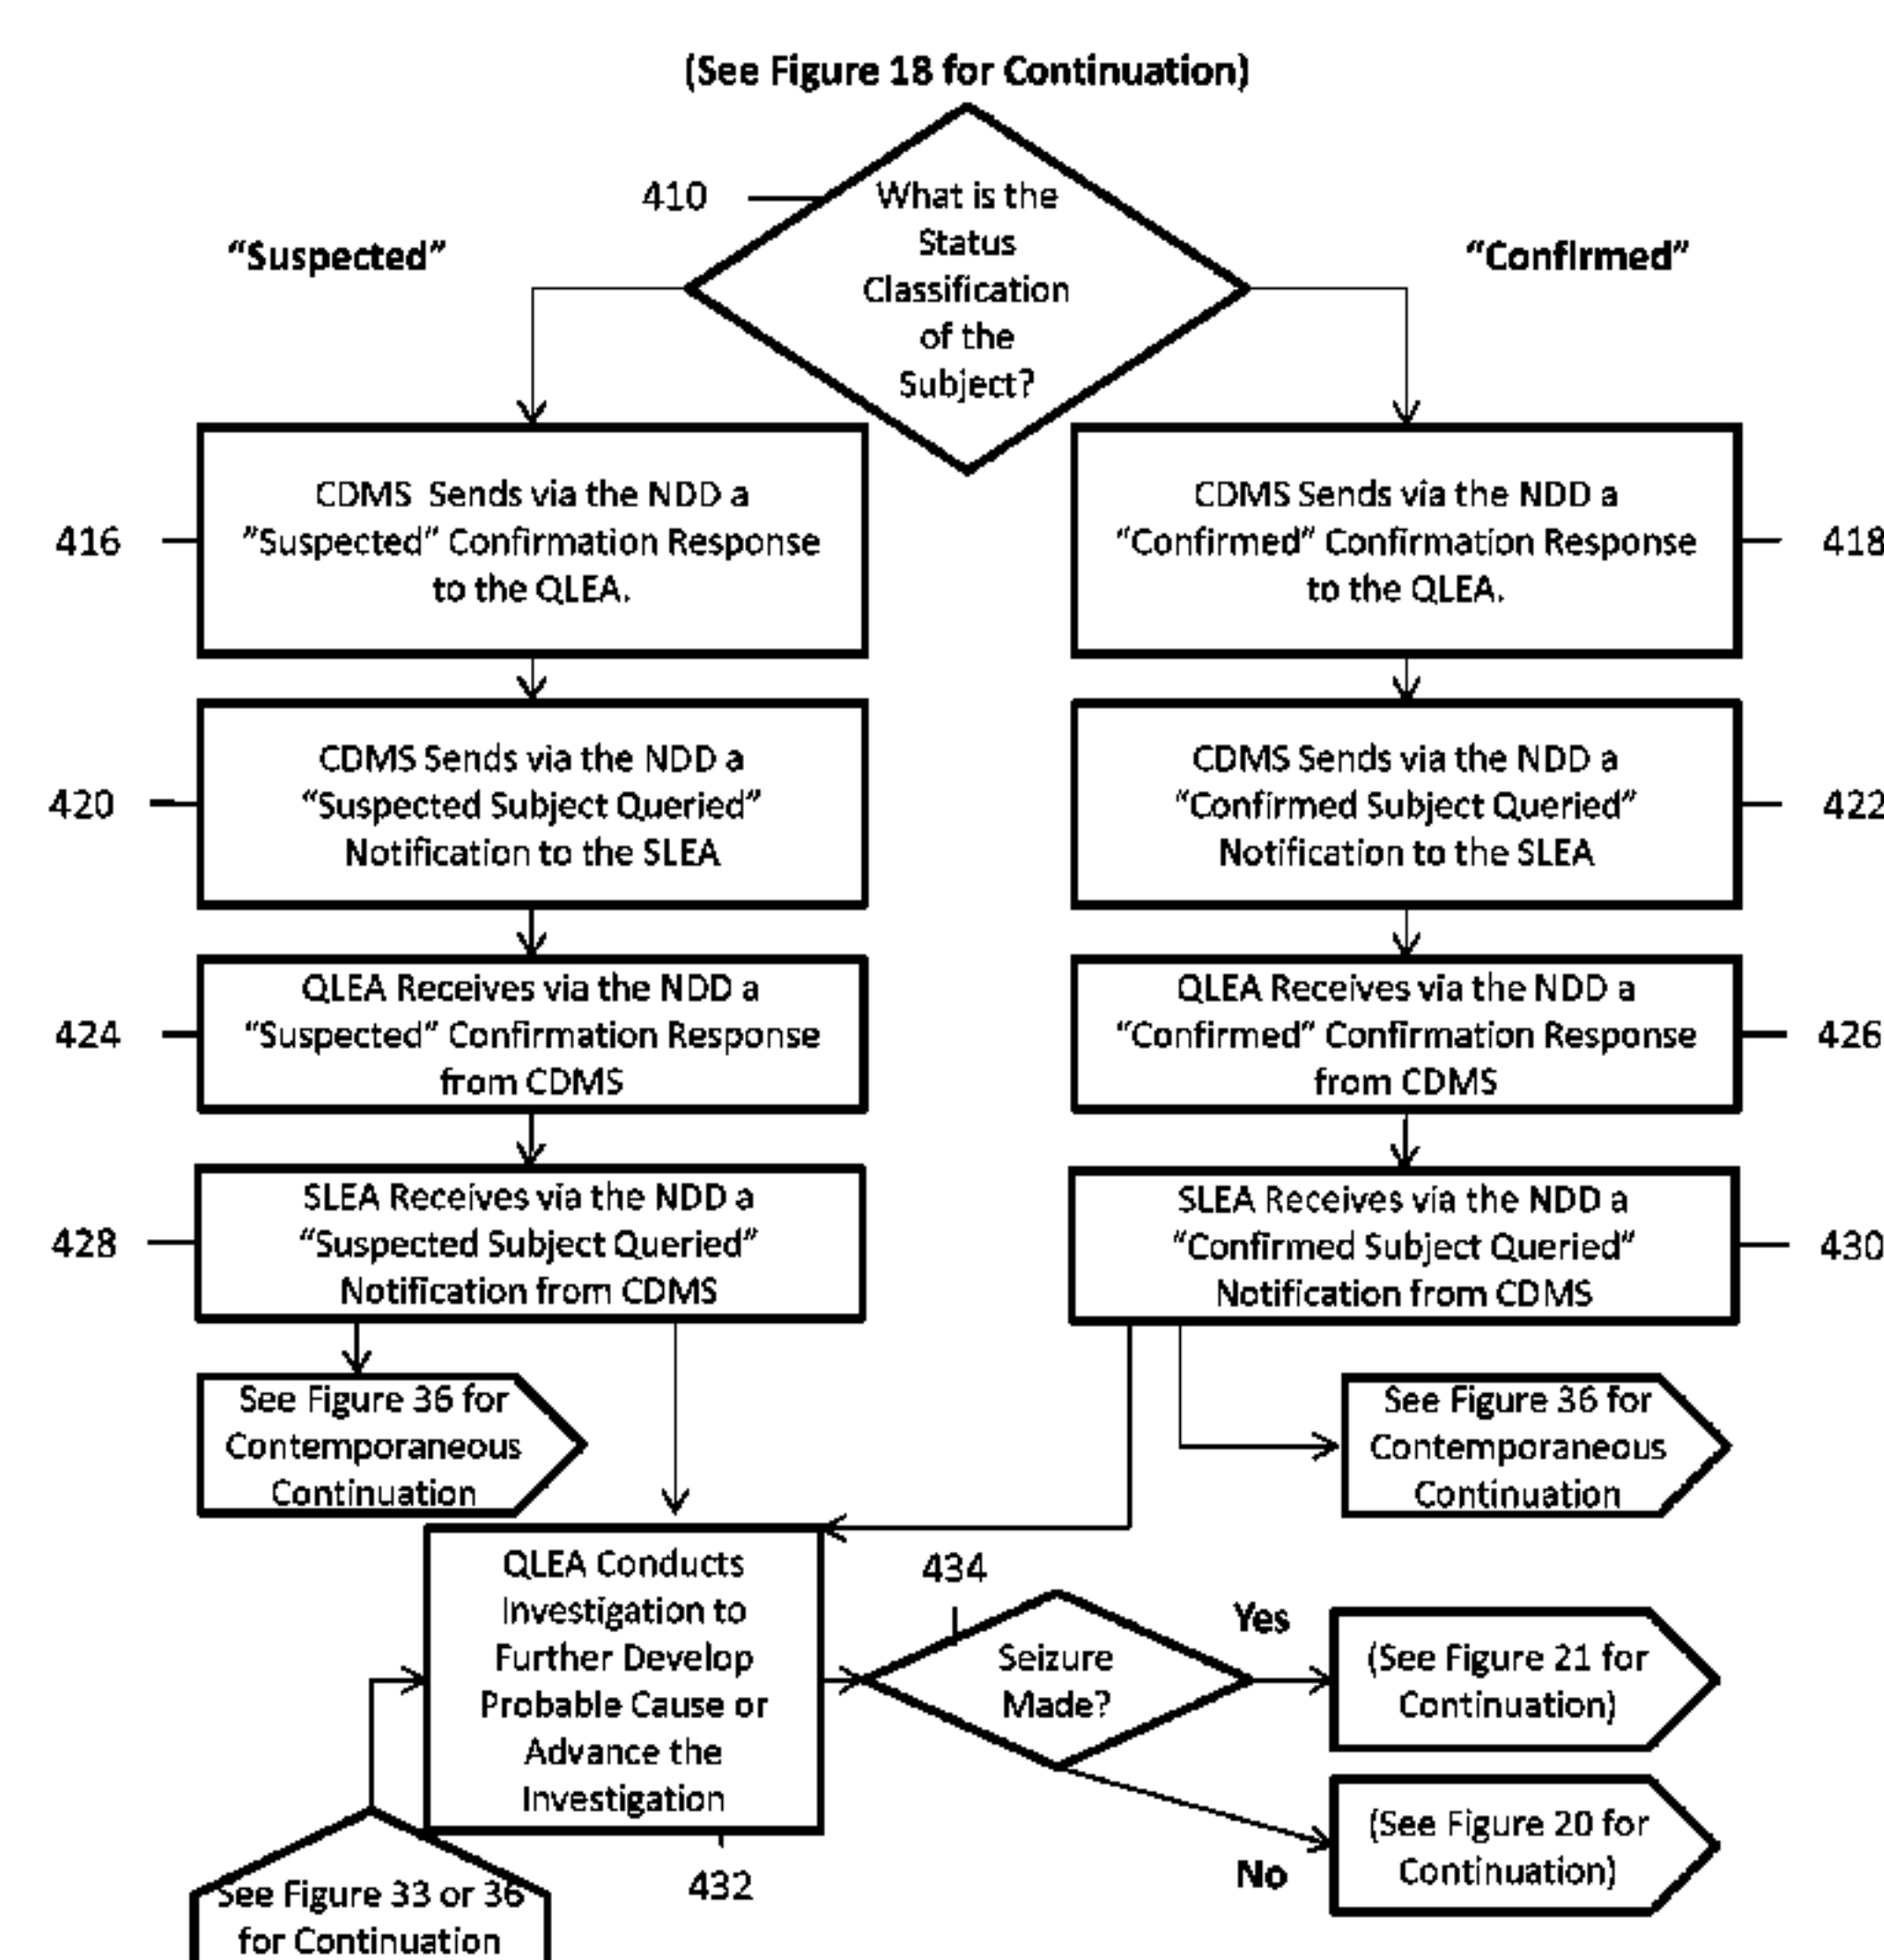 (See Figure 18 for Continuation)
410
What is the
Status
Classification
of the
Subject?
“Suspected”
“Confirmed”
416
CDMS Sends via the NDD a
”Suspected” Confirmation Response
to the QLEA.
CDMS Sends via the NDD a
“Confirmed” Confirmation Response
to the QLEA.
418
420
CDMS Sends via the NDD a
“Suspected Subject Queried”
Notification to the SLEA
CDMS Sends via the NDD a
“Confirmed Subject Queried”
Notification to the SLEA
422
424
QLEA Receives via the NDD a
“Suspected” Confirmation Response
from CDMS
QLEA Receives via the NDD a
“Confirmed” Confirmation Response
from CDMS
426
428
SLEA Receives via the NDD a
“Suspected Subject Queried”
Notification from CDMS
SLEA Receives via the NDD a
“Confirmed Subject Queried”
Notification from CDMS
430
See Figure 36 for
Contemporaneous
Continuation
See Figure 36 for
Contemporaneous
Continuation
QLEA Conducts
Investigation to
Further Develop
Probable Cause or
Advance the
Investigation
432
434
Seizure
Made?
Yes
(See Figure 21 for
Continuation)
No
(See Figure 20 for
Continuation)
See Figure 33 or 36
for Continuation